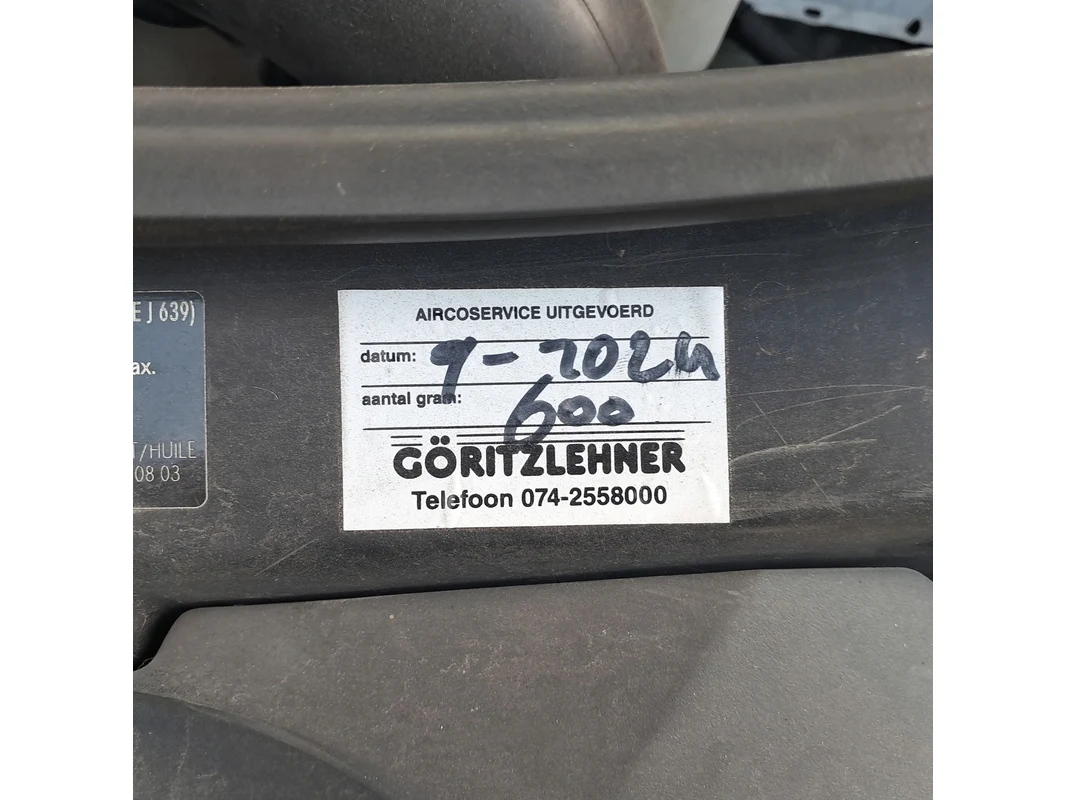 E J 639)
ax.
T/HUILE
08 03
AIRCOSERVICE UITGEVOERD
datum: 9-2024
aantal gram: 600
GÖRITZLEHNER
Telefoon 074-2558000